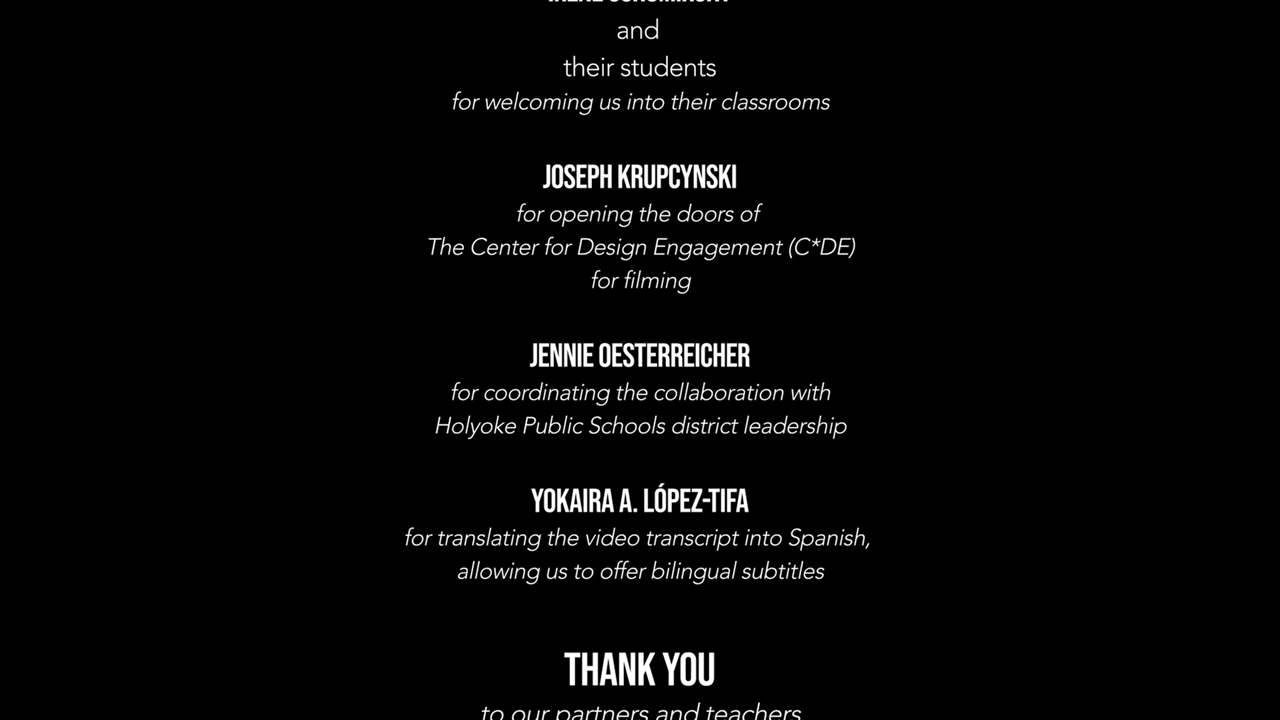 and
their students
for welcoming us into their classrooms
JOSEPH KRUPCYNSKI
for opening the doors of
The Center for Design Engagement (C*DE)
for filming
JENNIE OESTERREICHER
for coordinating the collaboration with
Holyoke Public Schools district leadership
YOKAIRA A. LÓPEZ-TIFA
for translating the video transcript into Spanish,
allowing us to offer bilingual subtitles
THANK YOU
to our partners and teachers